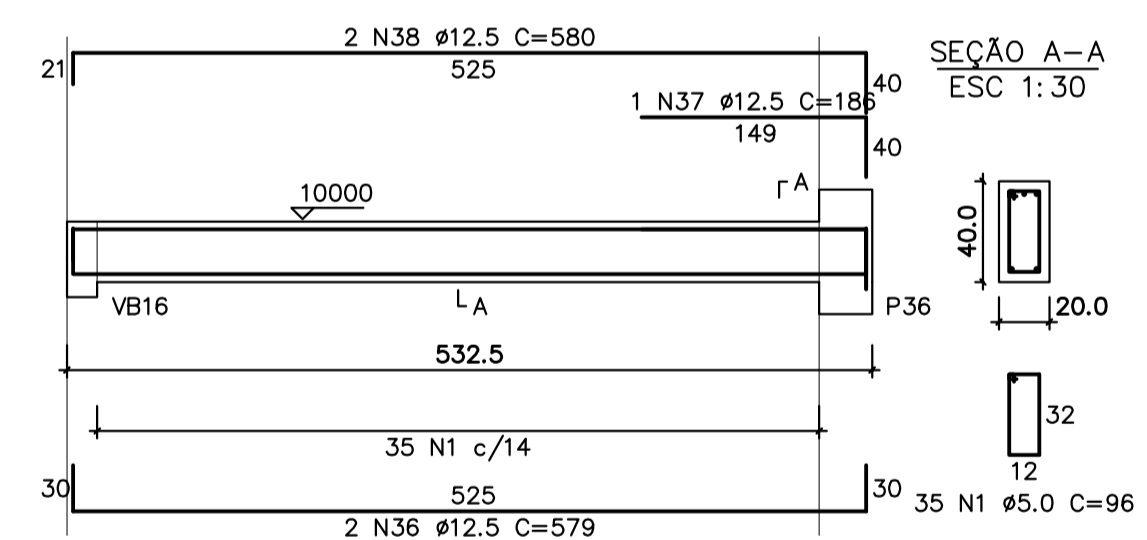 2 N38 ø12.5 C=580
21
525
40
SEÇÃO A-A
ESC 1:30
1 N37 ø12.5 C=186
149
40
A
10000
40.0
VB16
A
P36
20.0
532.5
32
35 N1 c/14
12
30
525
30
35 N1 ø5.0 C=96
2 N36 ø12.5 C=579